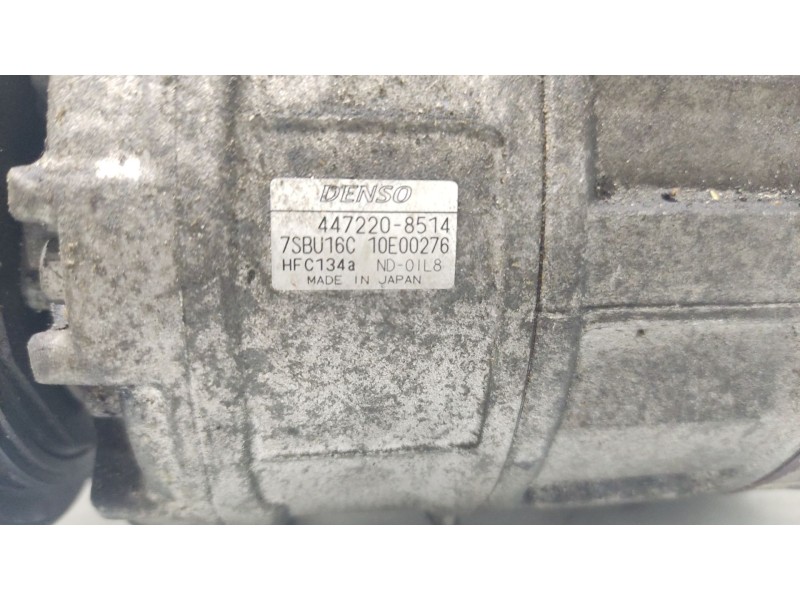 DENSO
447220-8514
7SBU16C 10E00276
HFC134a ND-OIL8
MADE IN JAPAN